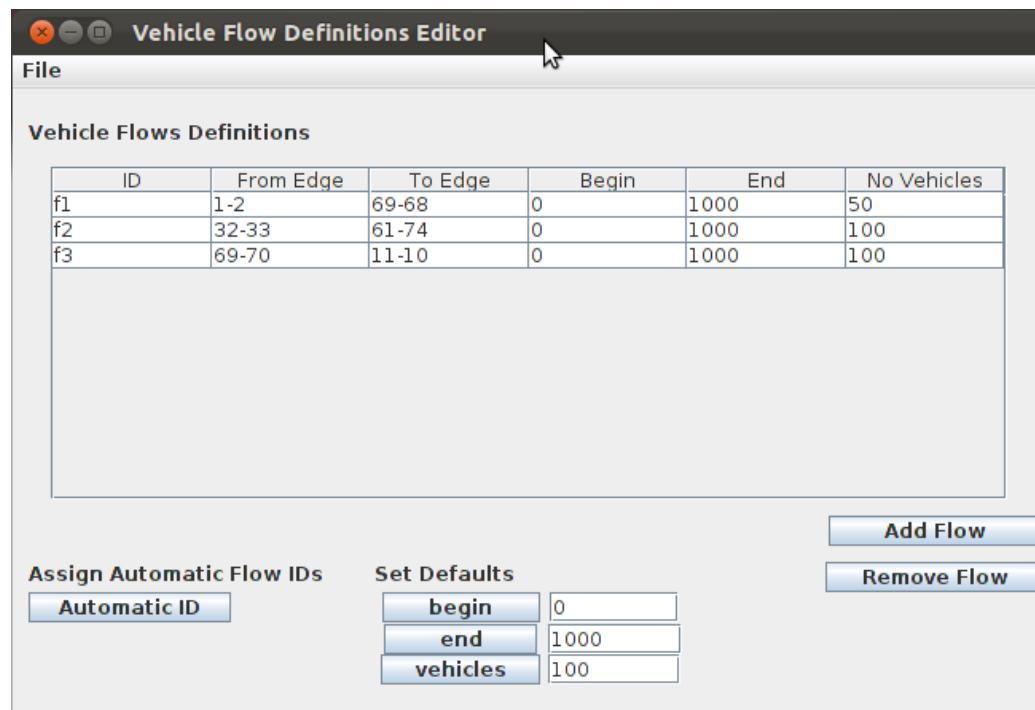 Vehicle Flow Definitions Editor
File
Vehicle Flows Definitions
ID From Edge To Edge Begin End No Vehicles
f1 1-2 69-68 0 1000 50
f2 32-33 61-74 0 1000 100
f3 69-70 11-10 0 1000 100
Add Flow
Assign Automatic Flow IDs Set Defaults Remove Flow
Automatic ID begin 0
end 1000
vehicles 100